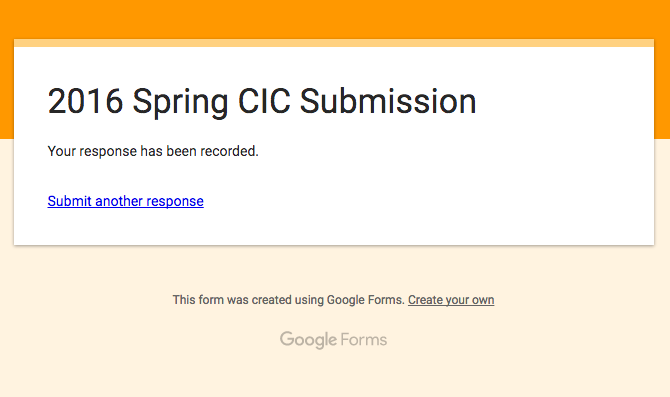 2016 Spring CIC Submission
Your response has been recorded.
Submit another response
This form was created using Google Forms. Create your own
Google Forms